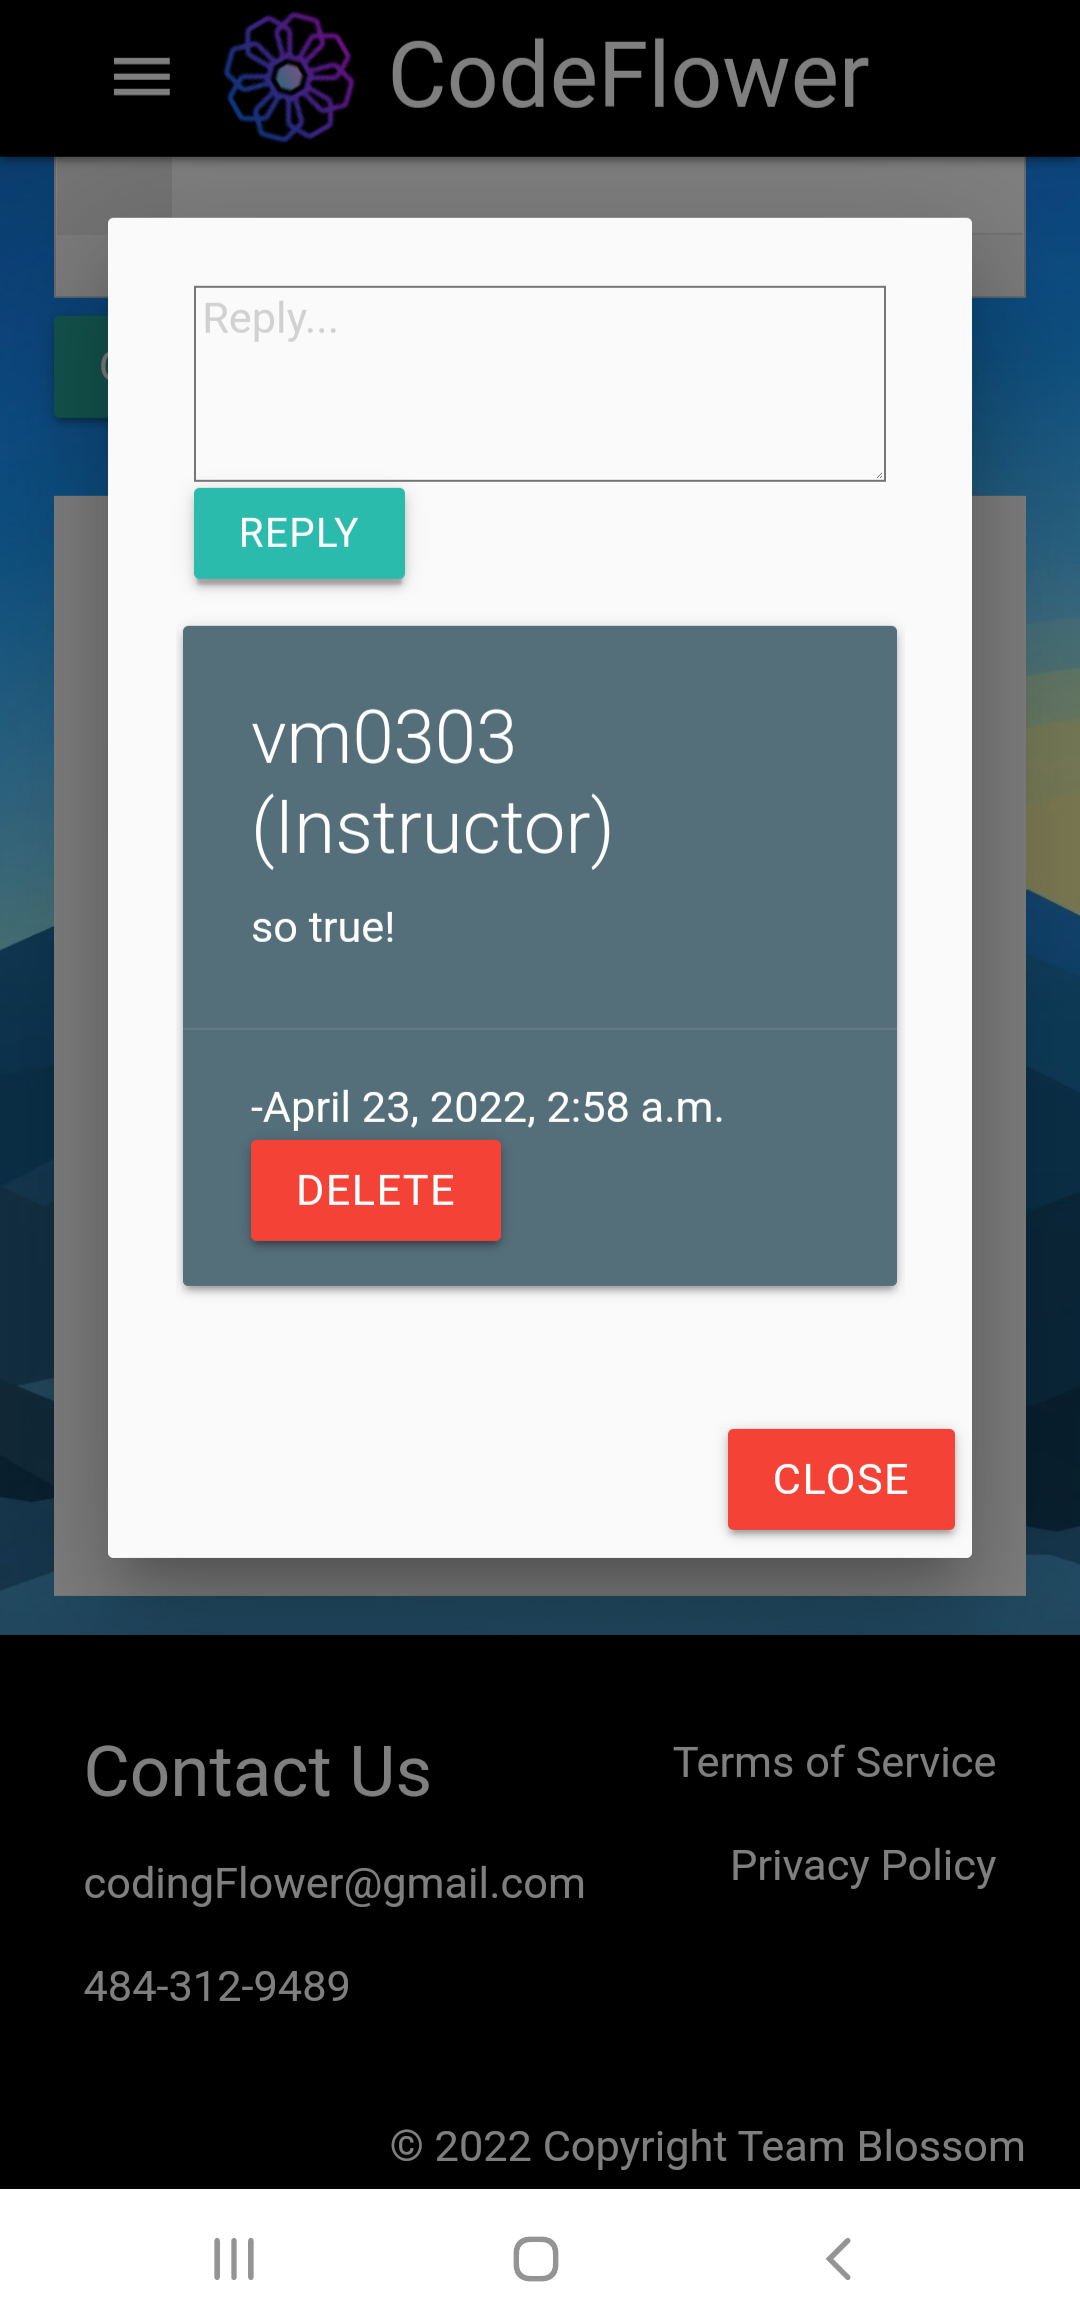 CodeFlower
Reply...
REPLY
vm0303
(Instructor)
so true!
-April 23, 2022, 2:58 a.m.
DELETE
CLOSE
Contact Us
Terms of Service
codingFlower@gmail.com
Privacy Policy
484-312-9489
© 2022 Copyright Team Blossom